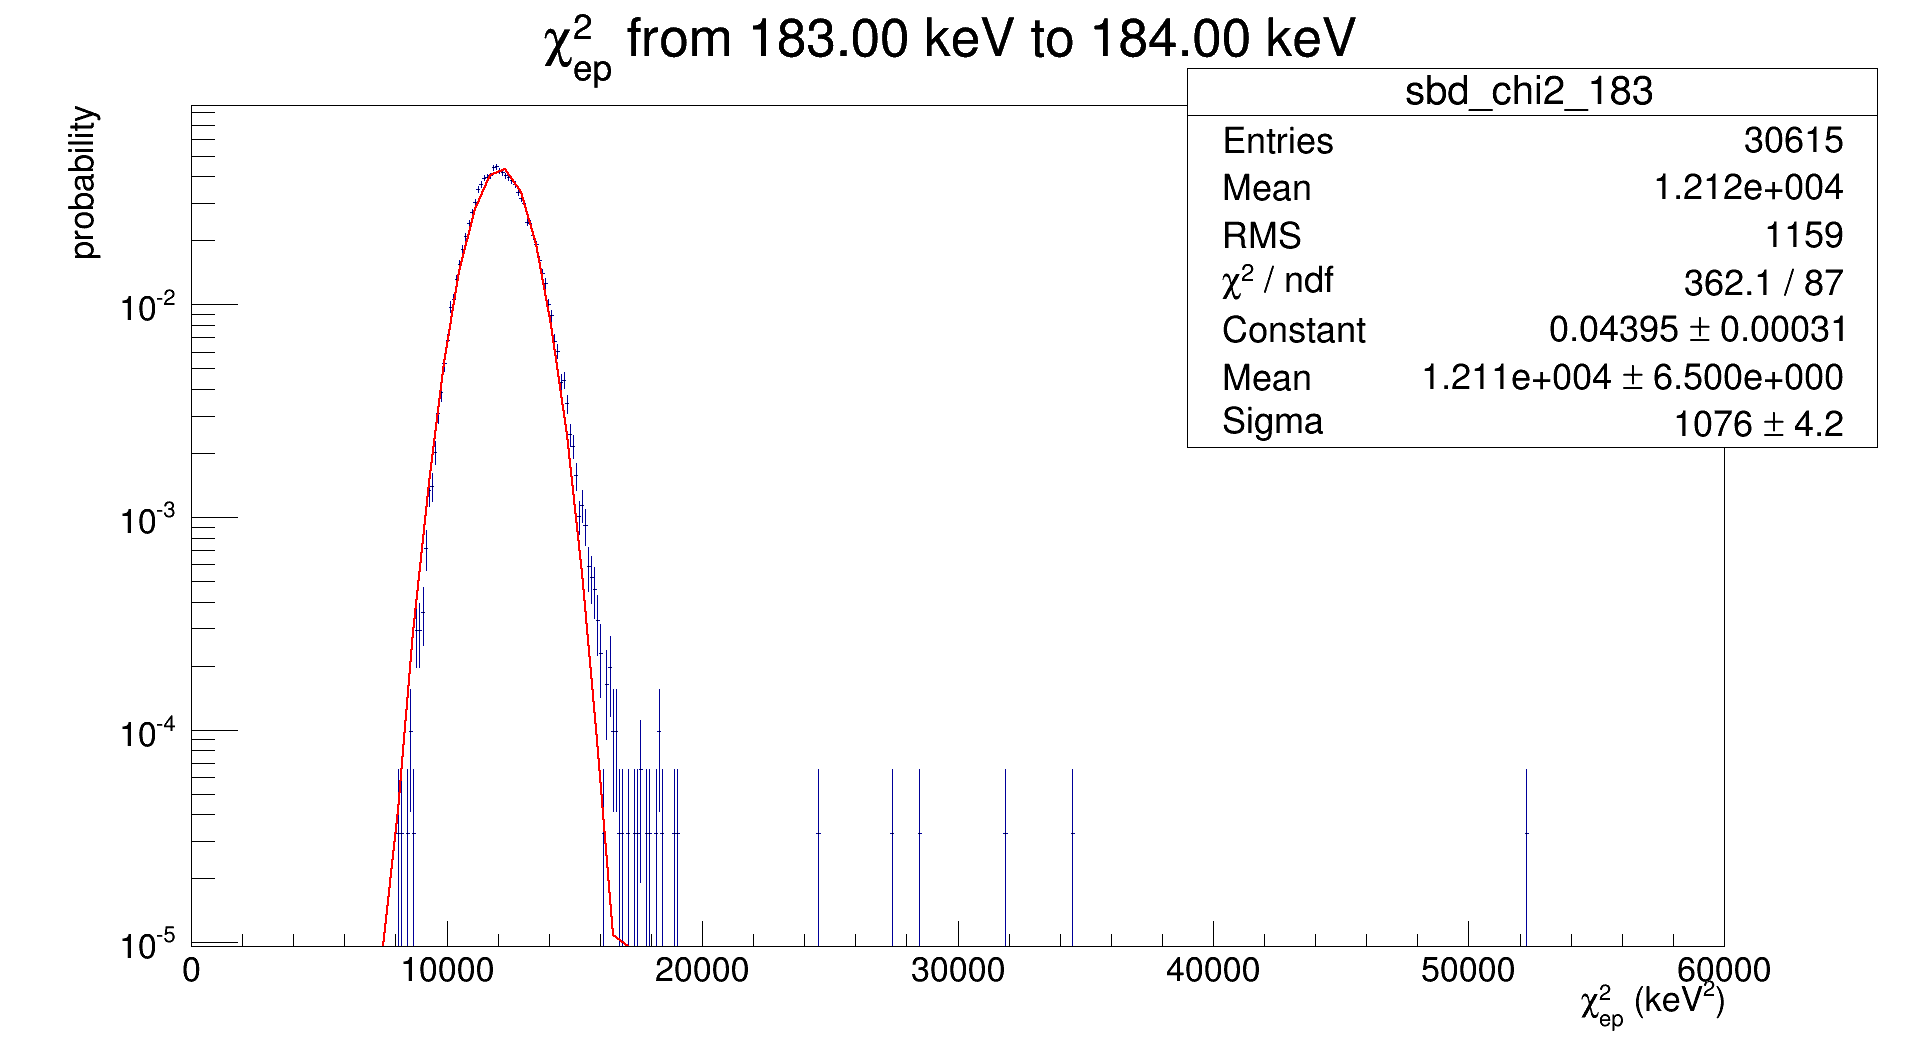 χ²ep from 183.00 keV to 184.00 keV
sbd_chi2_183
Entries 30615
Mean 1.212e+004
RMS 1159
χ² / ndf 362.1 / 87
Constant 0.04395 ± 0.00031
Mean 1.211e+004 ± 6.500e+000
Sigma 1076 ± 4.2
probability
10⁻²
10⁻³
10⁻⁴
10⁻⁵
0 10000 20000 30000 40000 50000 60000
χ²ep (keV²)